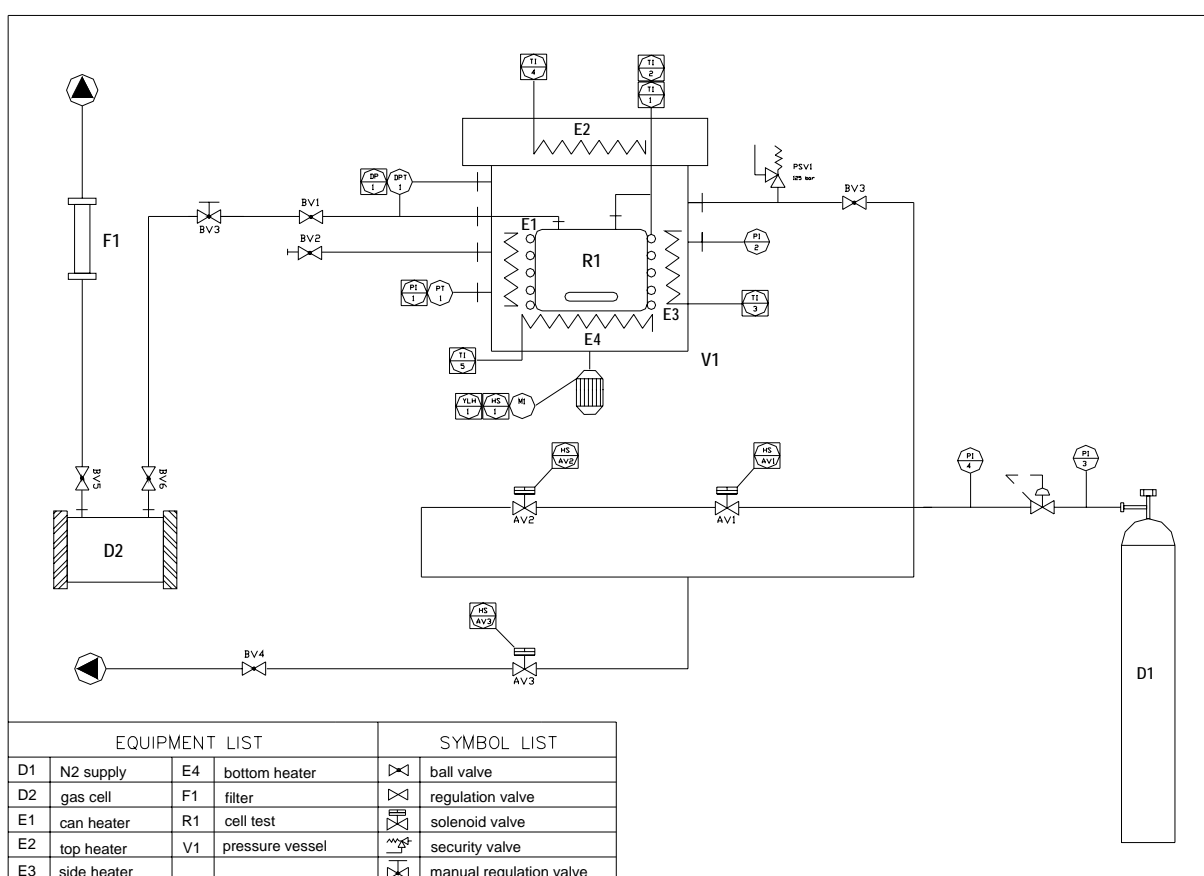 TI
4
TI
2
TI
1
E2
DP
1
DPT
1
PSV1
125 bar
BV1
BV3
BV3
E1
F1
BV2
R1
PI
2
PI
1
PT
1
TI
3
E3
E4
V1
TI
5
YLH
1
HS
1
M1
HS
AV2
HS
AV1
PI
4
PI
3
BV5
BV6
AV2
AV1
D2
HS
AV3
BV4
AV3
D1
EQUIPMENT LIST SYMBOL LIST
D1 N2 supply E4 bottom heater ball valve
D2 gas cell F1 filter regulation valve
E1 can heater R1 cell test solenoid valve
E2 top heater V1 pressure vessel security valve
E3 side heater manual regulation valve